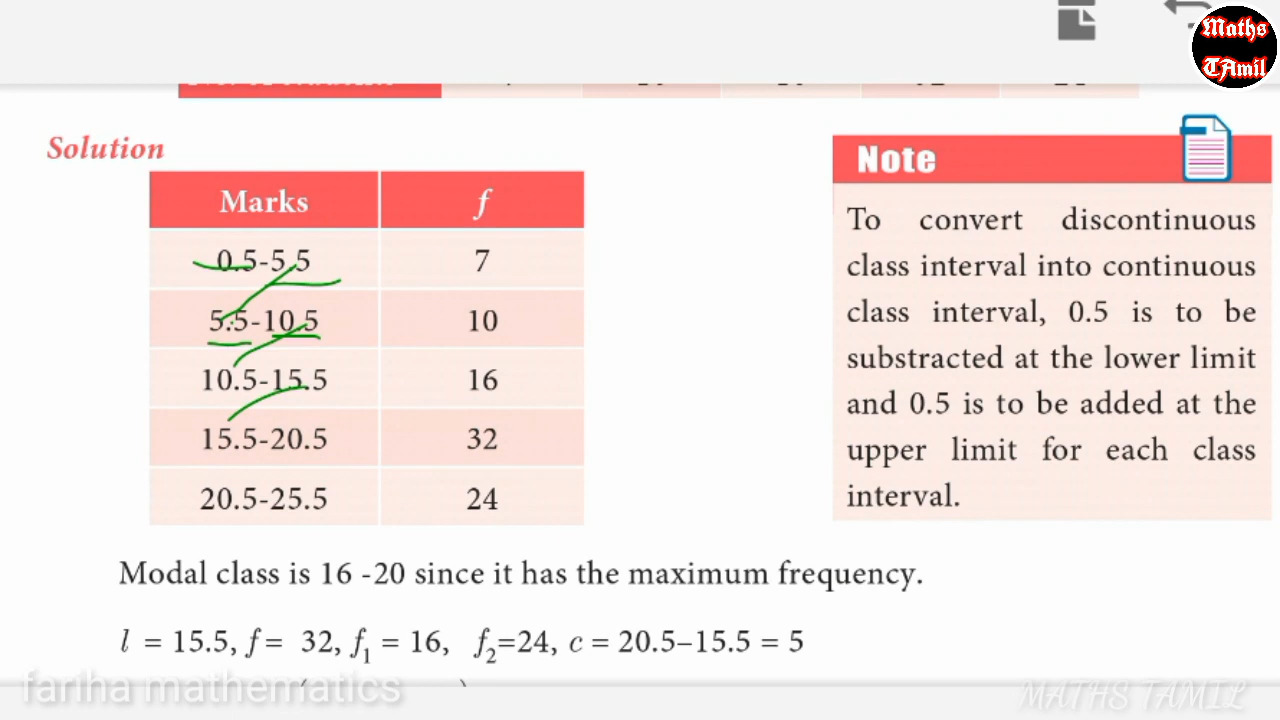 Maths
TAmil
Solution
Marks f
0.5-5.5 7
5.5-10.5 10
10.5-15.5 16
15.5-20.5 32
20.5-25.5 24
Note
To convert discontinuous
class interval into continuous
class interval, 0.5 is to be
substracted at the lower limit
and 0.5 is to be added at the
upper limit for each class
interval.
Modal class is 16 -20 since it has the maximum frequency.
l = 15.5, f = 32, f₁ = 16, f₂=24, c = 20.5–15.5 = 5
fariha mathematics
MATHS TAMIL